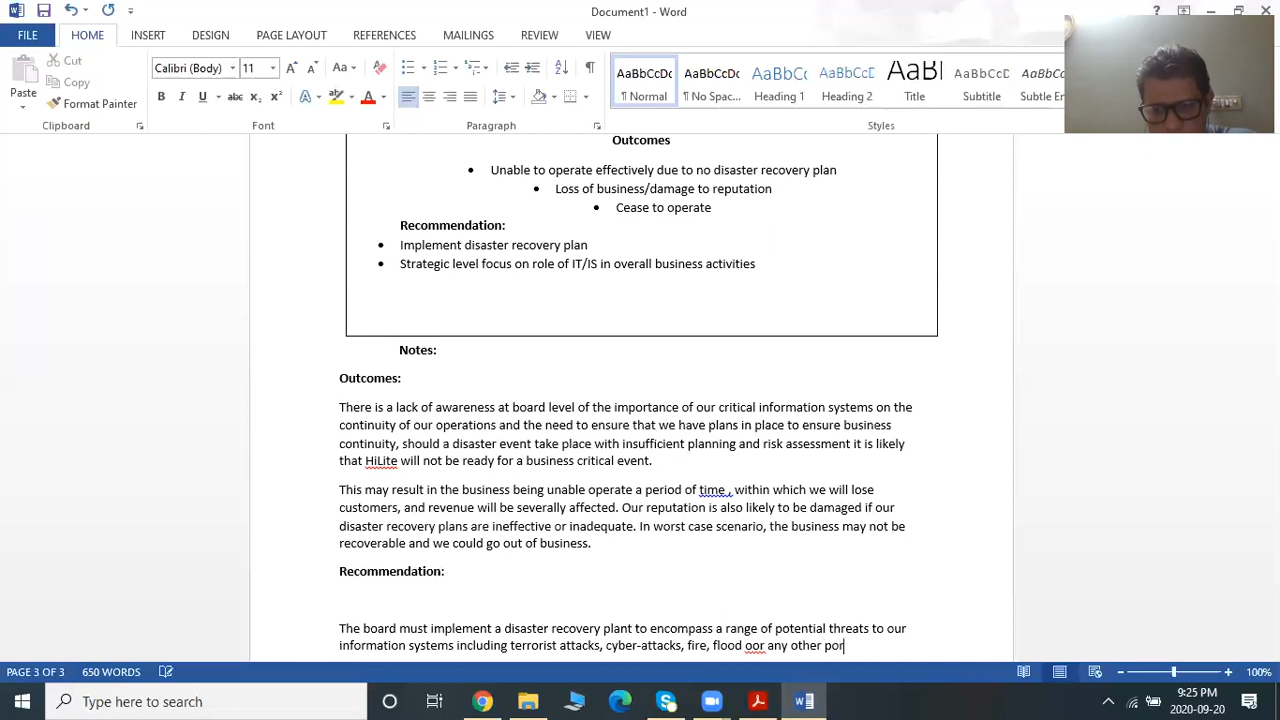 Document1 - Word
?
FILE HOME INSERT DESIGN PAGE LAYOUT REFERENCES MAILINGS REVIEW VIEW
Cut
Copy
Format Painter
Paste
Calibri (Body) 11
Aa
B I U abc x₂ x² A A
AaBbCcDc AaBbCcDc AaBbCc AaBbCcD AaBl AaBbCcD AaBbCcDc
¶ Normal ¶ No Spac... Heading 1 Heading 2 Title Subtitle Subtle Em
Clipboard Font Paragraph Styles
Outcomes
• Unable to operate effectively due to no disaster recovery plan
• Loss of business/damage to reputation
• Cease to operate
Recommendation:
• Implement disaster recovery plan
• Strategic level focus on role of IT/IS in overall business activities
Notes:
Outcomes:
There is a lack of awareness at board level of the importance of our critical information systems on the
continuity of our operations and the need to ensure that we have plans in place to ensure business
continuity, should a disaster event take place with insufficient planning and risk assessment it is likely
that HiLite will not be ready for a business critical event.
This may result in the business being unable operate a period of time , within which we will lose
customers, and revenue will be severally affected. Our reputation is also likely to be damaged if our
disaster recovery plans are ineffective or inadequate. In worst case scenario, the business may not be
recoverable and we could go out of business.
Recommendation:
The board must implement a disaster recovery plant to encompass a range of potential threats to our
information systems including terrorist attacks, cyber-attacks, fire, flood oor any other por
PAGE 3 OF 3 650 WORDS
100%
Type here to search
9:25 PM
2020-09-20